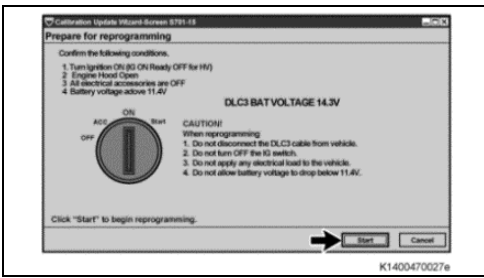 Calibration Update Wizard-Screen S701-15
Prepare for reprogramming
Confirm the following conditions.
1. Turn Ignition ON (IG ON Ready OFF for HV)
2 Engine Hood Open
3 All electrical accessories are OFF
4 Battery voltage adove 11.4V
DLC3 BAT VOLTAGE 14.3V
ON
ACC
Start
OFF
CAUTION!
When reprogramming
1. Do not disconnect the DLC3 cable from vehicle.
2. Do not turn OFF the IG switch.
3. Do not apply any electrical load to the vehicle.
4. Do not allow battery voltage to drop below 11.4V.
Click "Start" to begin reprogramming.
Start
Cancel
K1400470027e